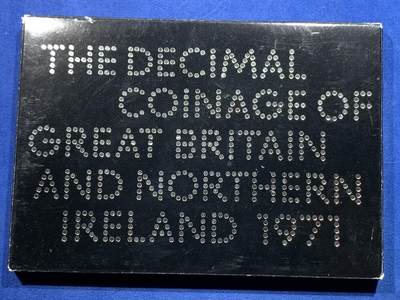 THE DECIMAL
COINAGE OF
GREAT BRITAIN
AND NORTHERN
IRELAND 1971